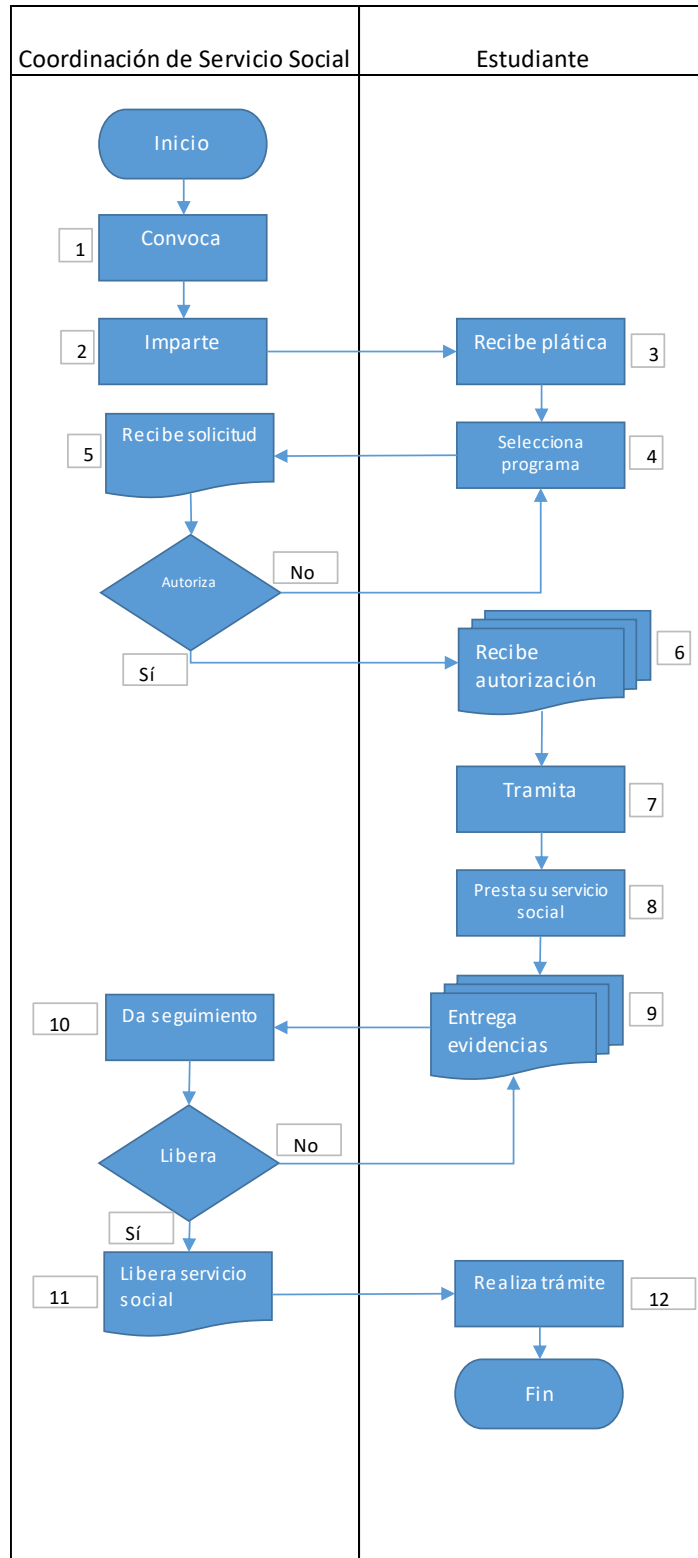 Coordinación de Servicio Social
Estudiante
Inicio
1
Convoca
2
Imparte
Recibe plática
3
5
Recibe solicitud
Selecciona
programa
4
Autoriza
No
Sí
Recibe
autorización
6
Tramita
7
Presta su servicio
social
8
10
Da seguimiento
Entrega
evidencias
9
Libera
No
Sí
11
Libera servicio
social
Realiza trámite
12
Fin